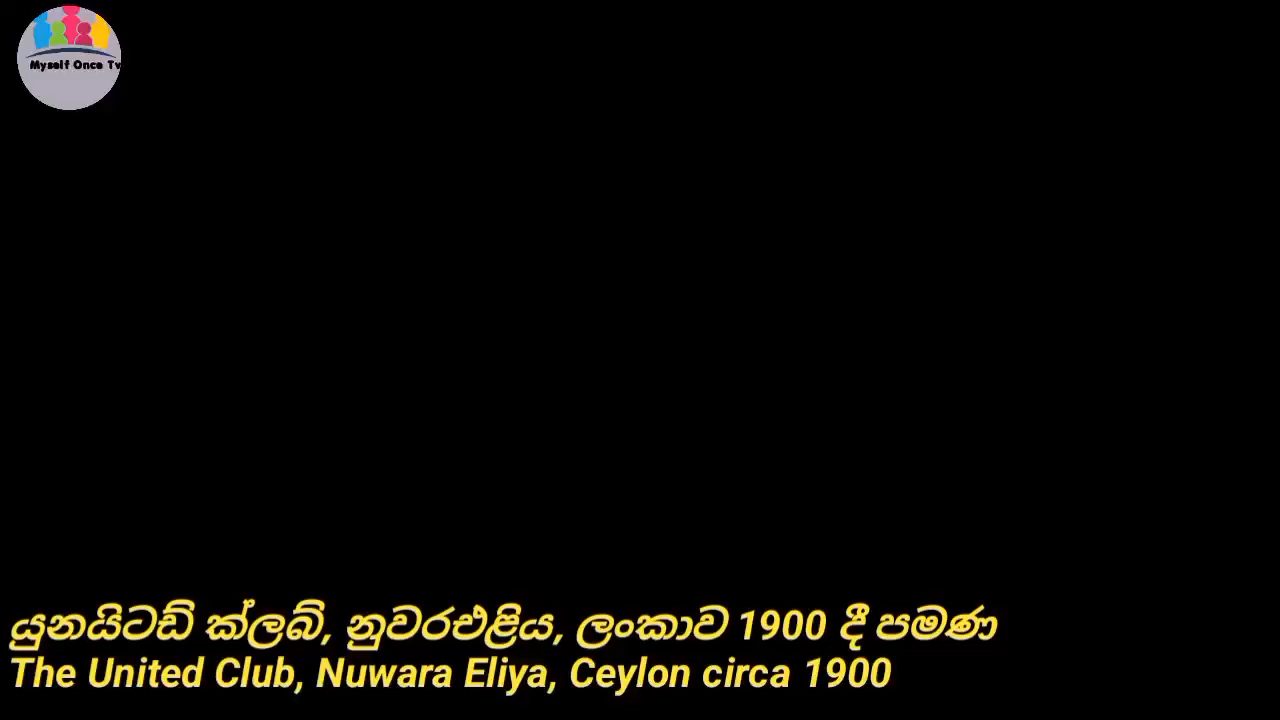 Myself Once Tv
යුනයිටඩ් ක්ලබ්, නුවරඑළිය, ලංකාව 1900 දී පමණ
The United Club, Nuwara Eliya, Ceylon circa 1900